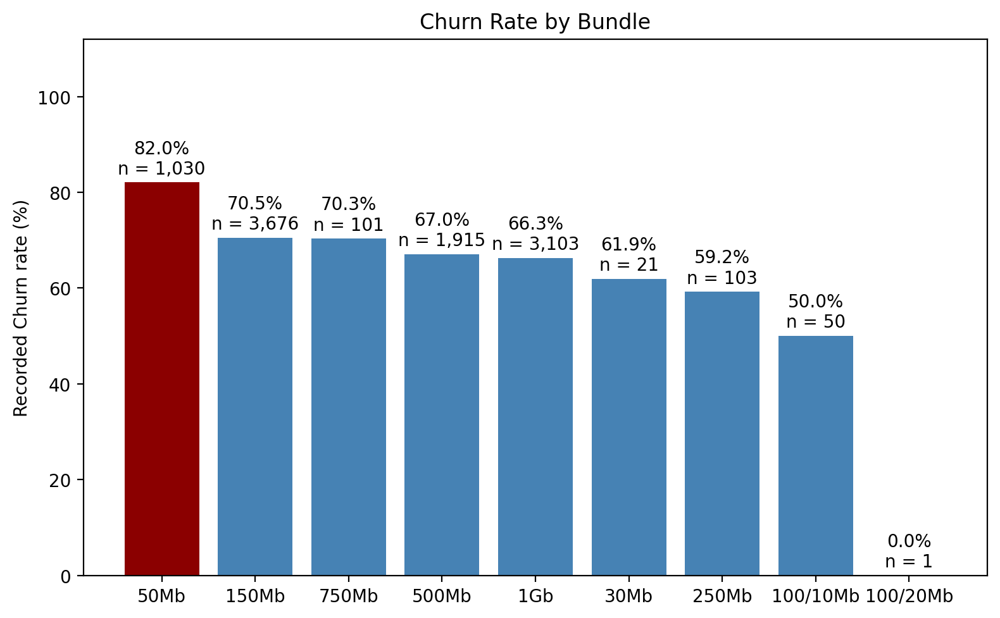 Churn Rate by Bundle
Recorded Churn rate (%)
100
80
60
40
20
0
82.0%
n = 1,030
70.5%
n = 3,676
70.3%
n = 101
67.0%
n = 1,915
66.3%
n = 3,103
61.9%
n = 21
59.2%
n = 103
50.0%
n = 50
0.0%
n = 1
50Mb 150Mb 750Mb 500Mb 1Gb 30Mb 250Mb 100/10Mb 100/20Mb